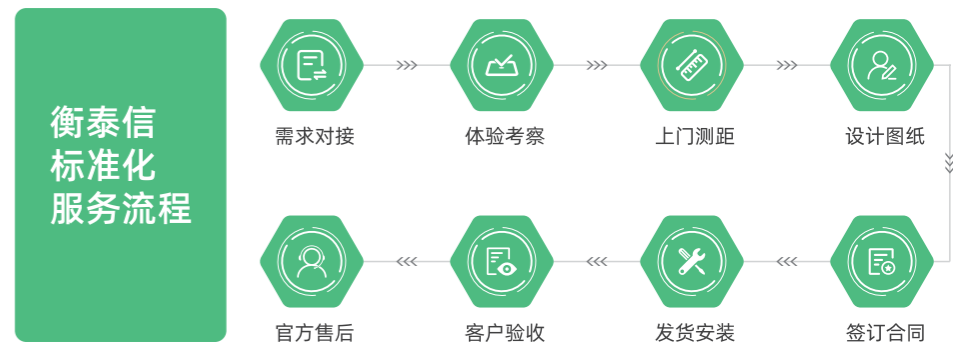 衡泰信
标准化
服务流程
需求对接
体验考察
上门测距
设计图纸
官方售后
客户验收
发货安装
签订合同